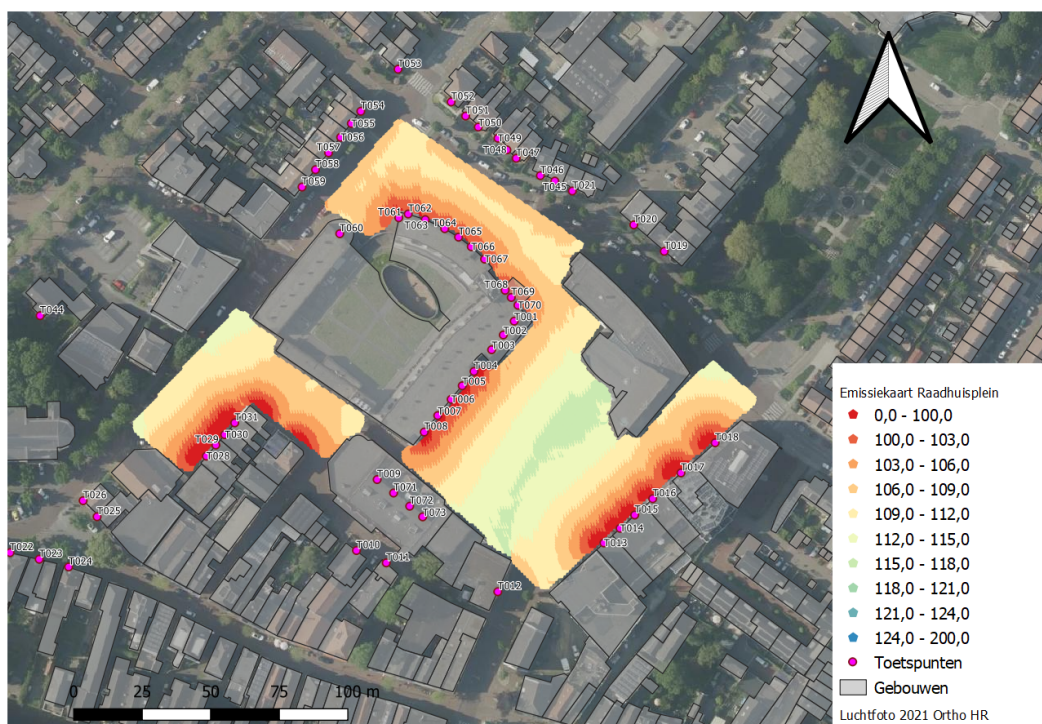 T053
T052
T054
T051
T055
T050
T056
T049
T048
T047
T057
T058
T046
T059
T045
T021
T062
T061
T063
T064
T020
T060
T065
T066
T019
T067
T068
T069
T044
T070
T001
T002
T003
T004
T005
T006
T007
T031
T008
T030
T029
T018
T028
T009
T017
T071
T026
T016
T072
T025
T073
T015
T014
T013
T022
T010
T023
T011
T024
T012
Emissiekaart Raadhuisplein
0,0 - 100,0
100,0 - 103,0
103,0 - 106,0
106,0 - 109,0
109,0 - 112,0
112,0 - 115,0
115,0 - 118,0
118,0 - 121,0
121,0 - 124,0
124,0 - 200,0
Toetspunten
Gebouwen
Luchtfoto 2021 Ortho HR
0 25 50 75 100 m